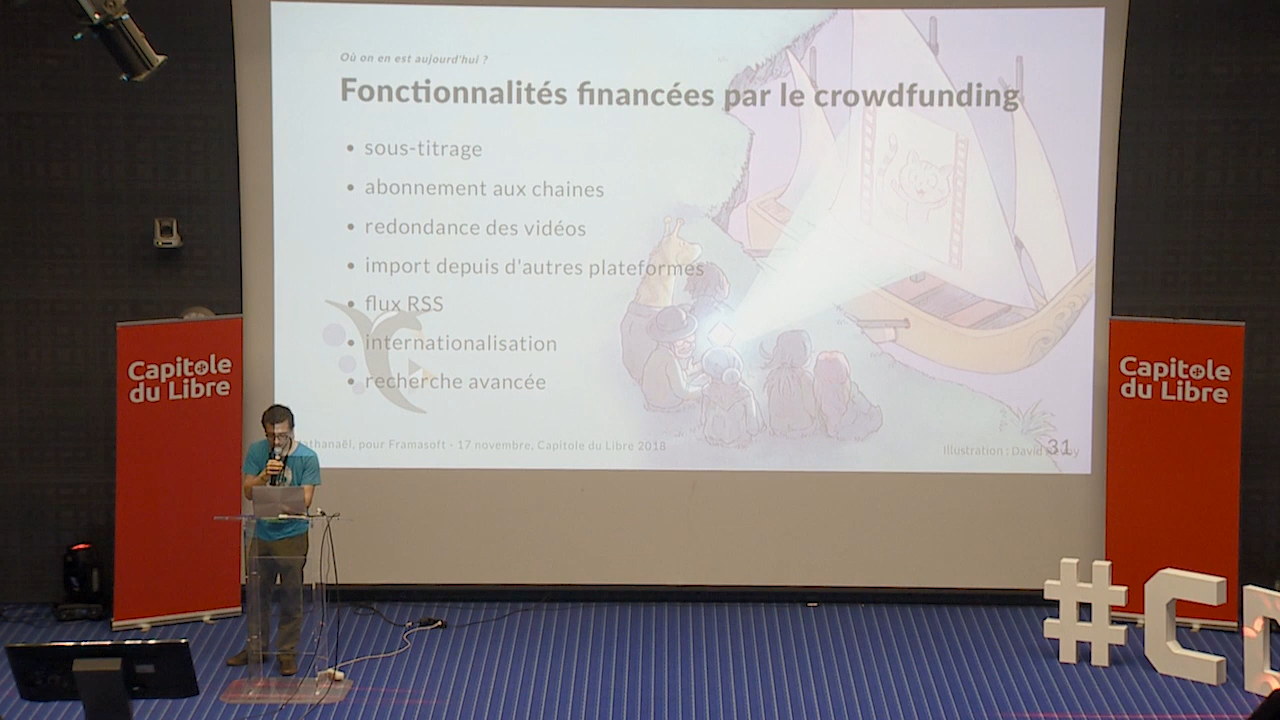 Où on en est aujourd'hui ?
Fonctionnalités financées par le crowdfunding
• sous-titrage
• abonnement aux chaines
• redondance des vidéos
• import depuis d'autres plateformes
• flux RSS
• internationalisation
• recherche avancée
pour Framasoft - 17 novembre, Capitole du Libre 2018
Illustration : David
31
Capitole
du Libre
Capitole
du Libre
#C